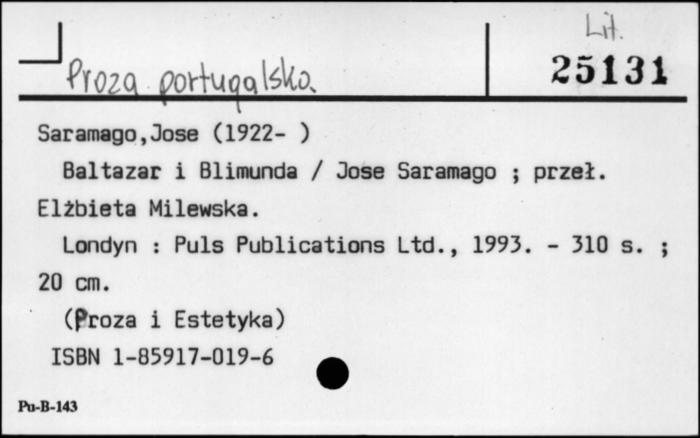 Lit.
Proza portugalsko.
25131
Saramago,Jose (1922- )
Baltazar i Blimunda / Jose Saramago ; przeł.
Elżbieta Milewska.
Londyn : Puls Publications Ltd., 1993. - 310 s. ;
20 cm.
(Proza i Estetyka)
ISBN 1-85917-019-6
Pu-B-143